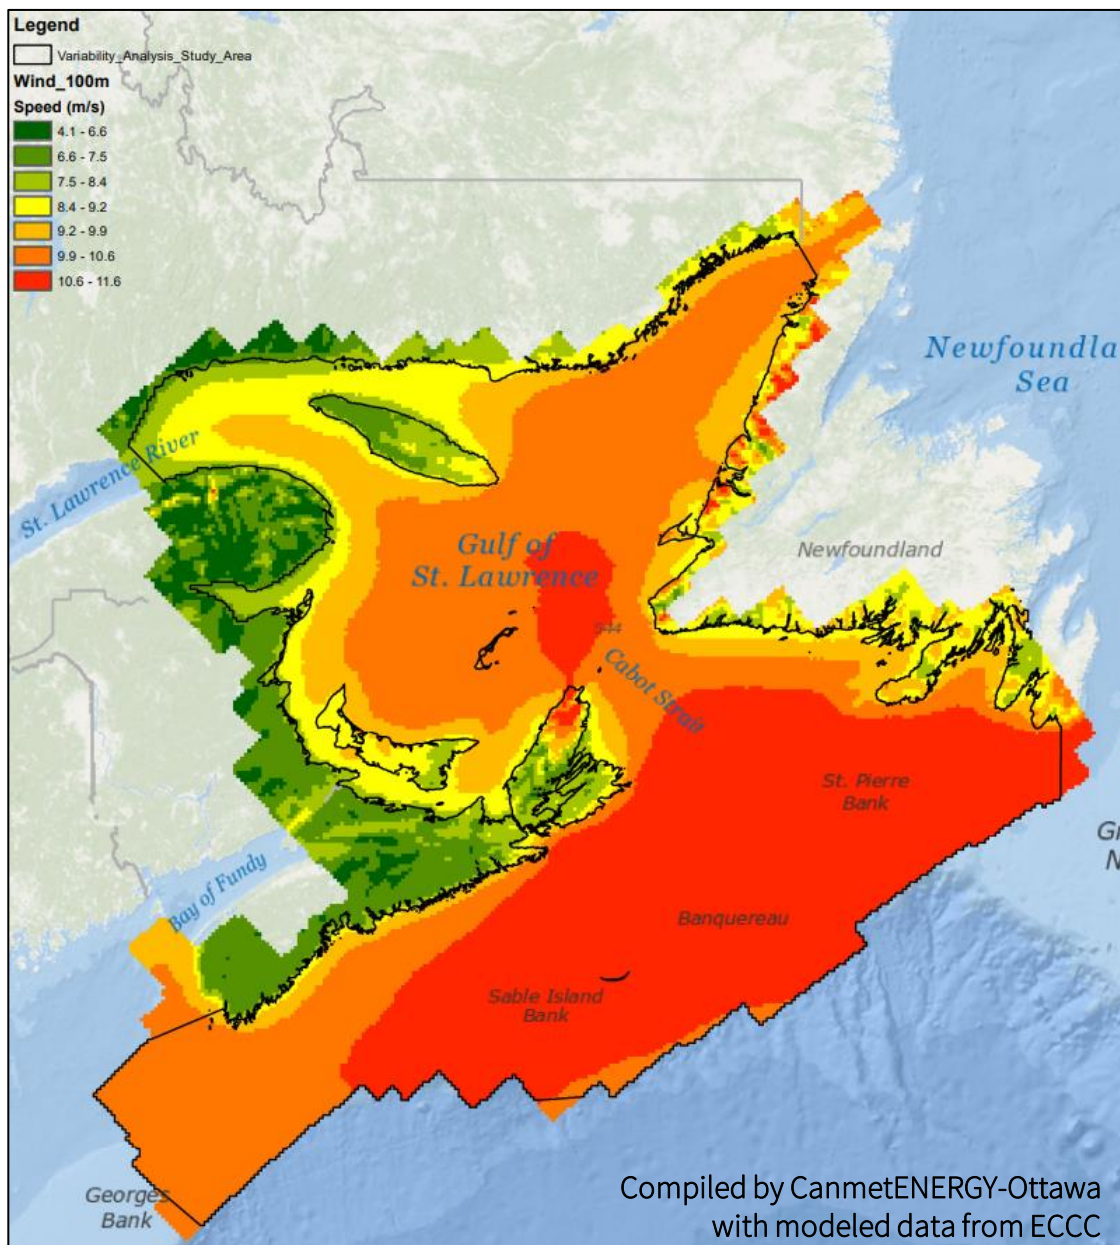 Legend
Variability_Analysis_Study_Area
Wind_100m
Speed (m/s)
4.1 - 6.6
6.6 - 7.5
7.5 - 8.4
8.4 - 9.2
9.2 - 9.9
9.9 - 10.6
10.6 - 11.6
Newfoundla
Sea
St. Lawrence River
Gulf of
St. Lawrence
Newfoundland
Cabot Strait
St. Pierre
Bank
Bay of Fundy
Banquereau
Sable Island
Bank
Georges
Bank
Compiled by CanmetENERGY-Ottawa
with modeled data from ECCC